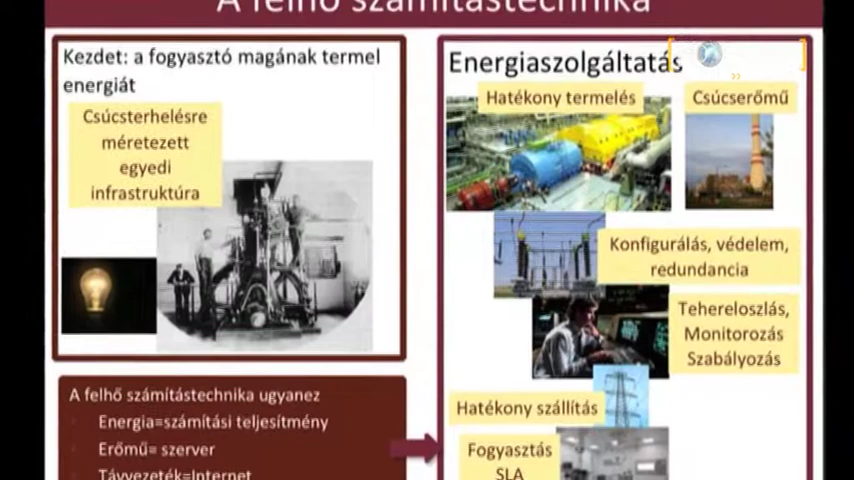 A felhő számítástechnika
Kezdet: a fogyasztó magának termel
energiát
Csúcsterhelésre
méretezett
egyedi
infrastruktúra
A felhő számítástechnika ugyanez
Energia=számítási teljesítmény
Erőmű= szerver
Távvezeték=Internet
Energiaszolgáltatás
Hatékony termelés
Csúcserőmű
Konfigurálás, védelem,
redundancia
Tehereloszlás,
Monitorozás
Szabályozás
Hatékony szállítás
Fogyasztás
SLA